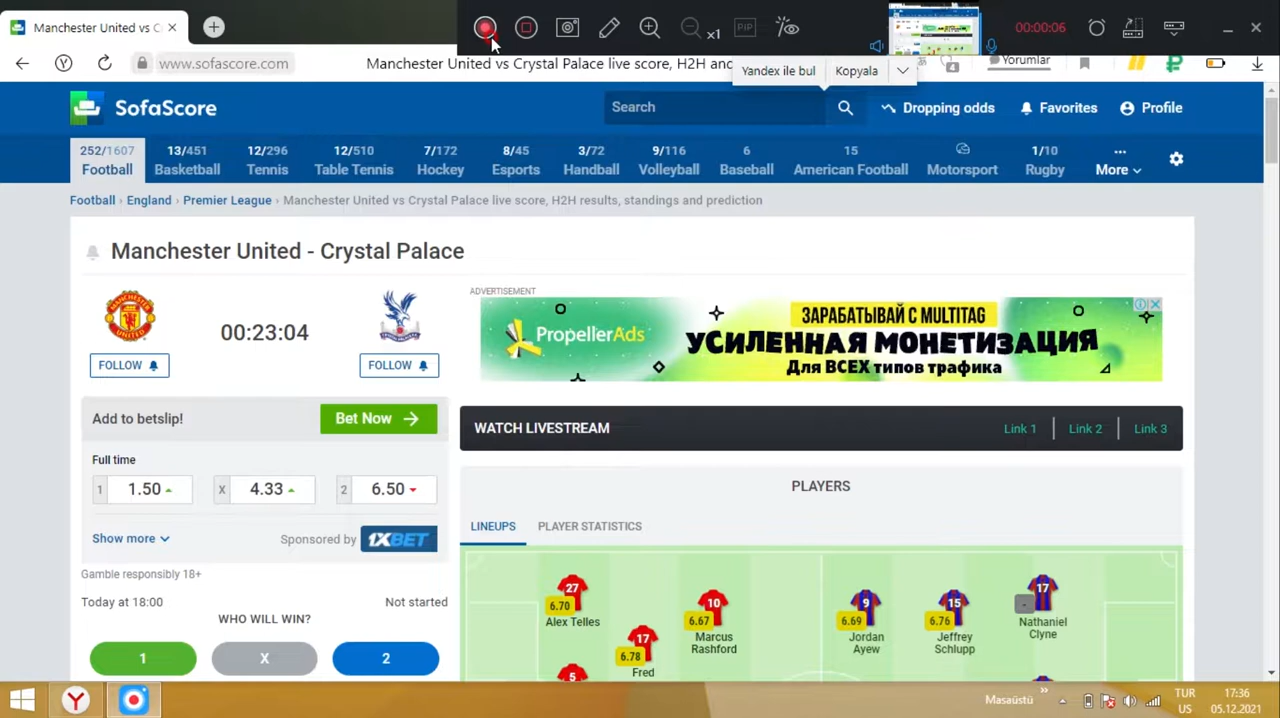 Manchester United vs C
x1
PIP
00:00:06
www.sofascore.com
Manchester United vs Crystal Palace live score, H2H and
Yandex ile bul
Kopyala
4
Yorumlar
SofaScore
Search
Dropping odds
Favorites
Profile
252/1607
Football
13/451
Basketball
12/296
Tennis
12/510
Table Tennis
7/172
Hockey
8/45
Esports
3/72
Handball
9/116
Volleyball
6
Baseball
15
American Football
Motorsport
1/10
Rugby
More
Football › England › Premier League › Manchester United vs Crystal Palace live score, H2H results, standings and prediction
Manchester United - Crystal Palace
00:23:04
FOLLOW
FOLLOW
ADVERTISEMENT
PropellerAds
ЗАРАБАТЫВАЙ С MULTITAG
УСИЛЕННАЯ МОНЕТИЗАЦИЯ
Для ВСЕХ типов трафика
Add to betslip!
Bet Now
Full time
1 1.50
X 4.33
2 6.50
Show more
Sponsored by 1XBET
Gamble responsibly 18+
Today at 18:00
Not started
WHO WILL WIN?
1
X
2
WATCH LIVESTREAM
Link 1
Link 2
Link 3
PLAYERS
LINEUPS
PLAYER STATISTICS
27
6.70
Alex Telles
17
6.78
Fred
5
10
6.67
Marcus
Rashford
9
6.69
Jordan
Ayew
15
6.76
Jeffrey
Schlupp
17
-
Nathaniel
Clyne
Masaüstü
TUR
US
17:36
05.12.2021